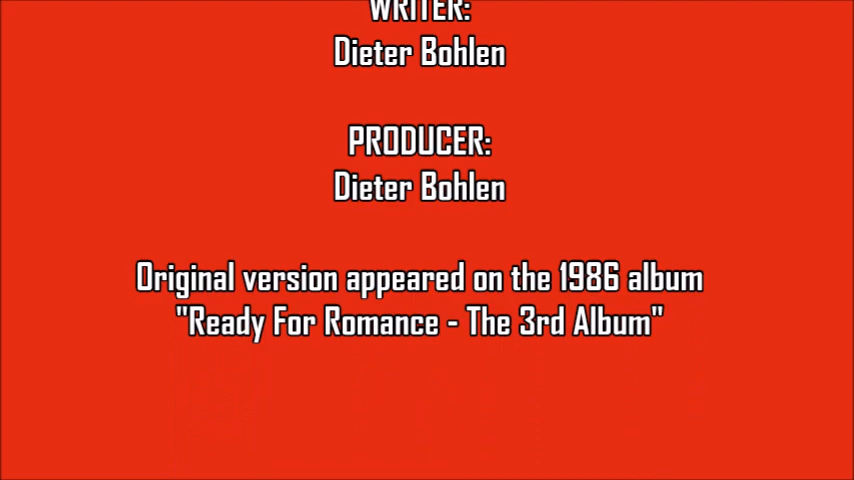 WRITER:
Dieter Bohlen
PRODUCER:
Dieter Bohlen
Original version appeared on the 1986 album
"Ready For Romance - The 3rd Album"